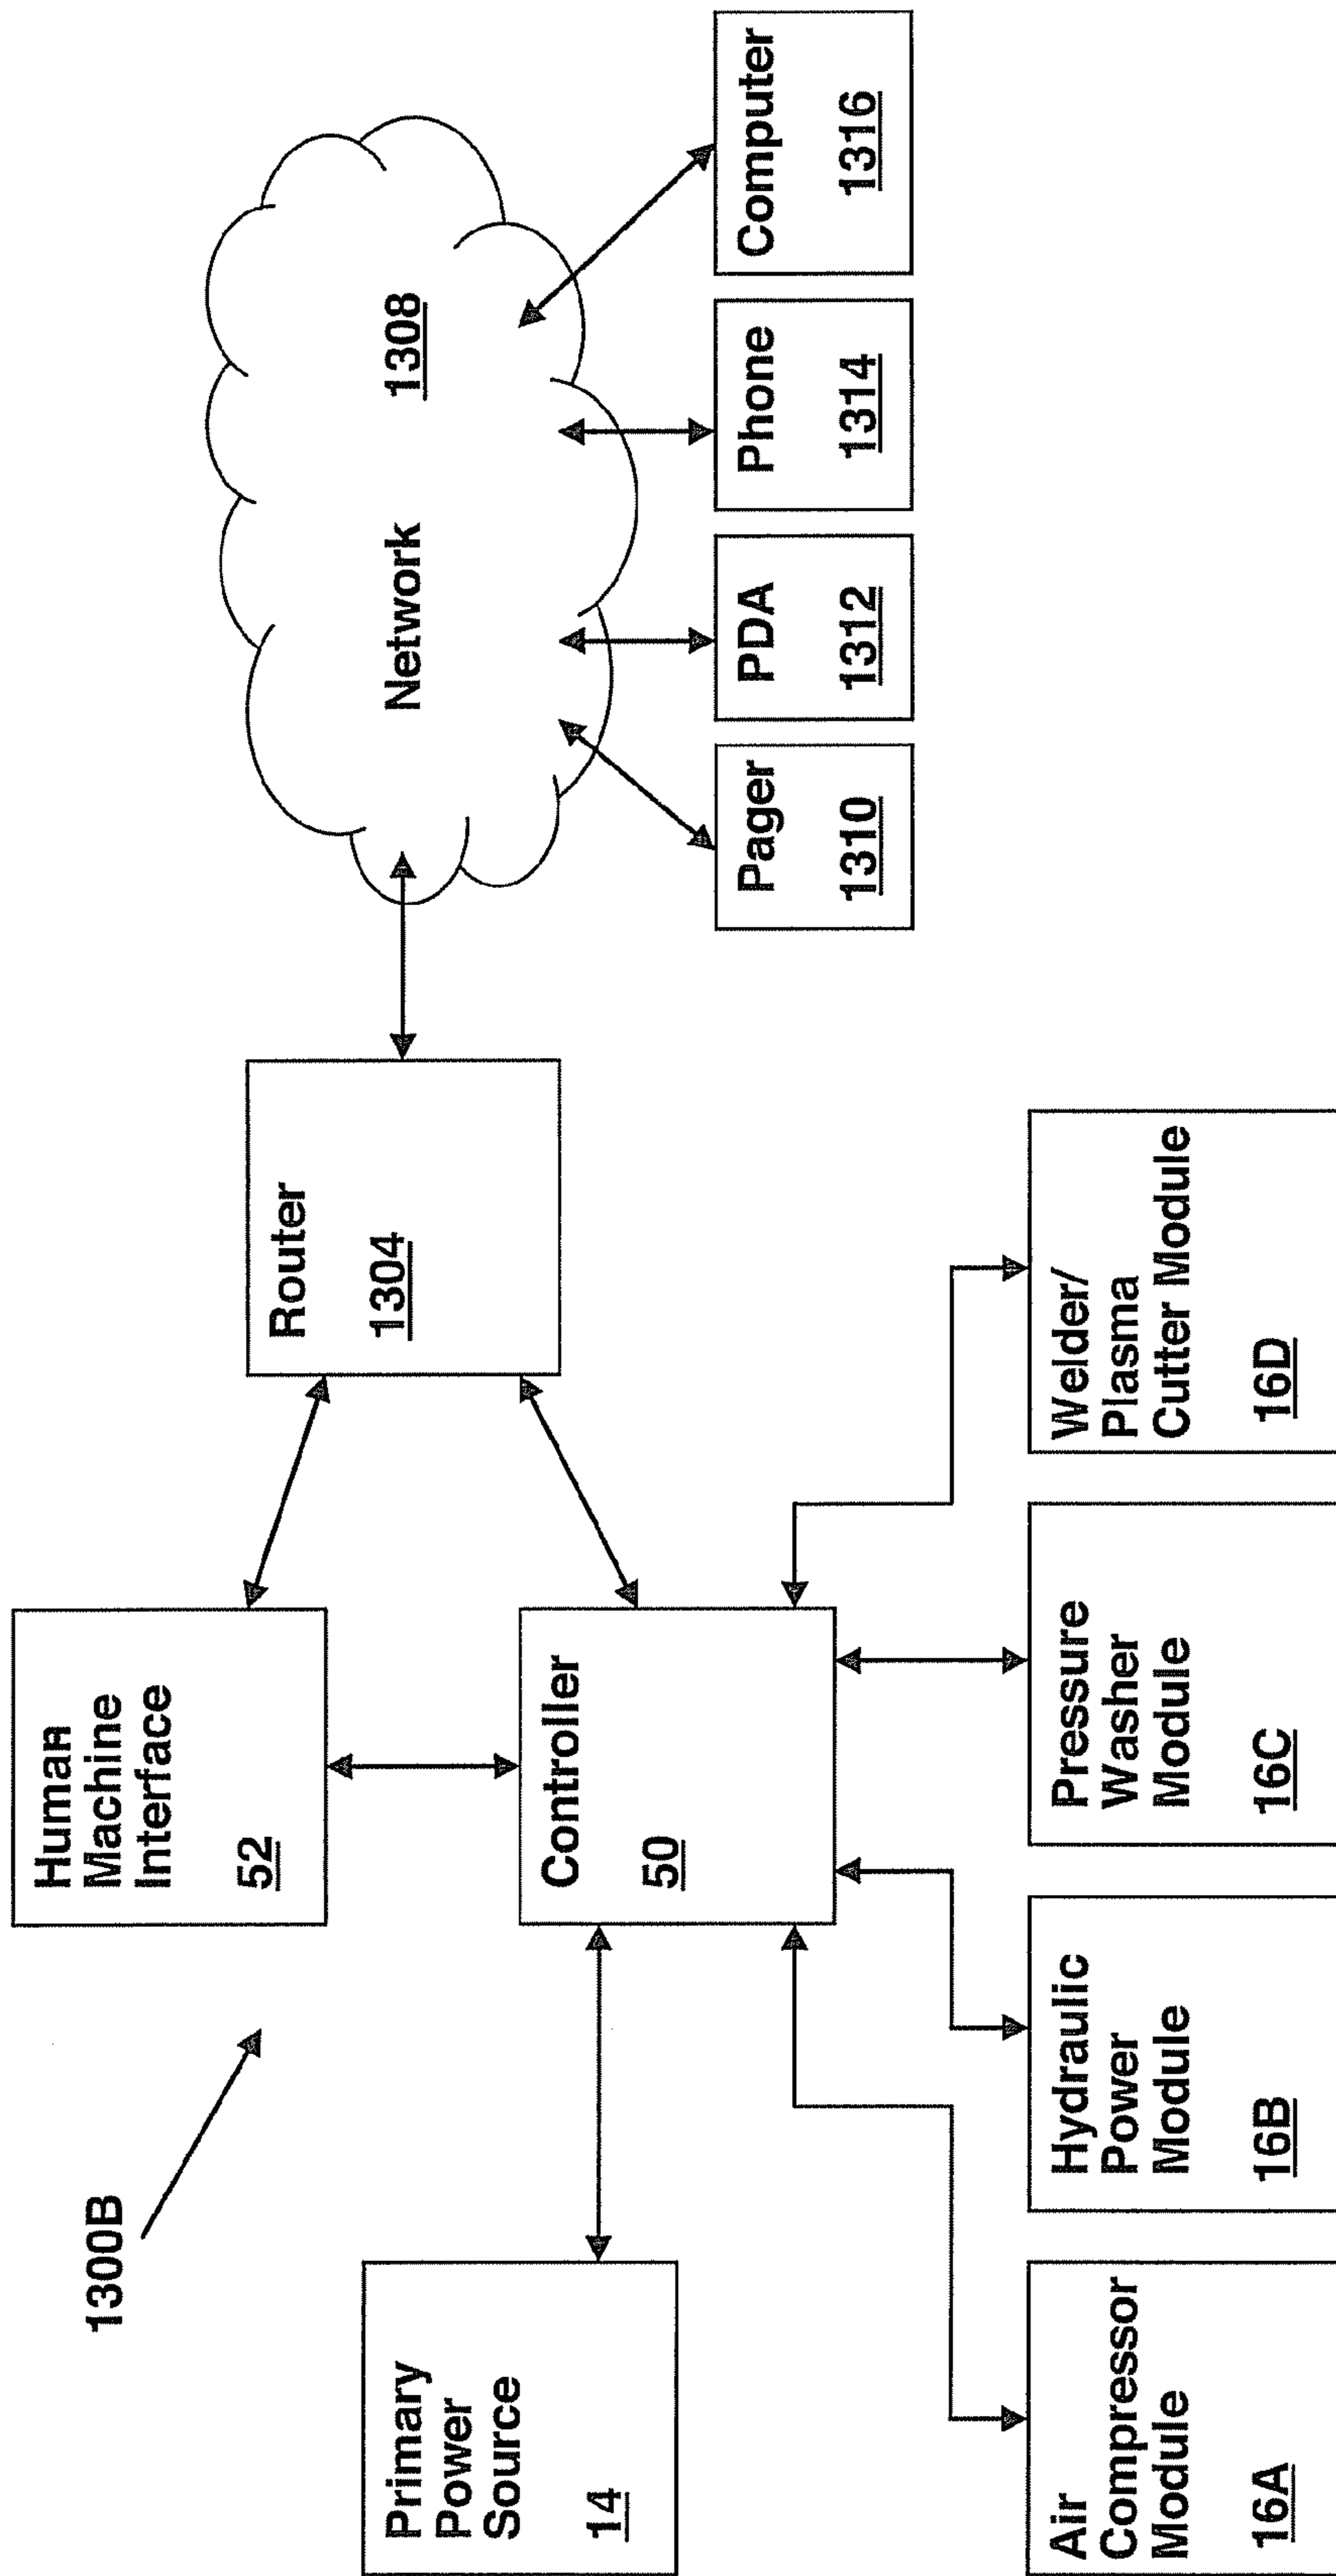 1300B
Human
Machine
Interface
52
Primary
Power
Source
14
Controller
50
Router
1304
Network
1308
Pager
1310
PDA
1312
Phone
1314
Computer
1316
Air
Compressor
Module
16A
Hydraulic
Power
Module
16B
Pressure
Washer
Module
16C
Welder/
Plasma
Cutter Module
16D